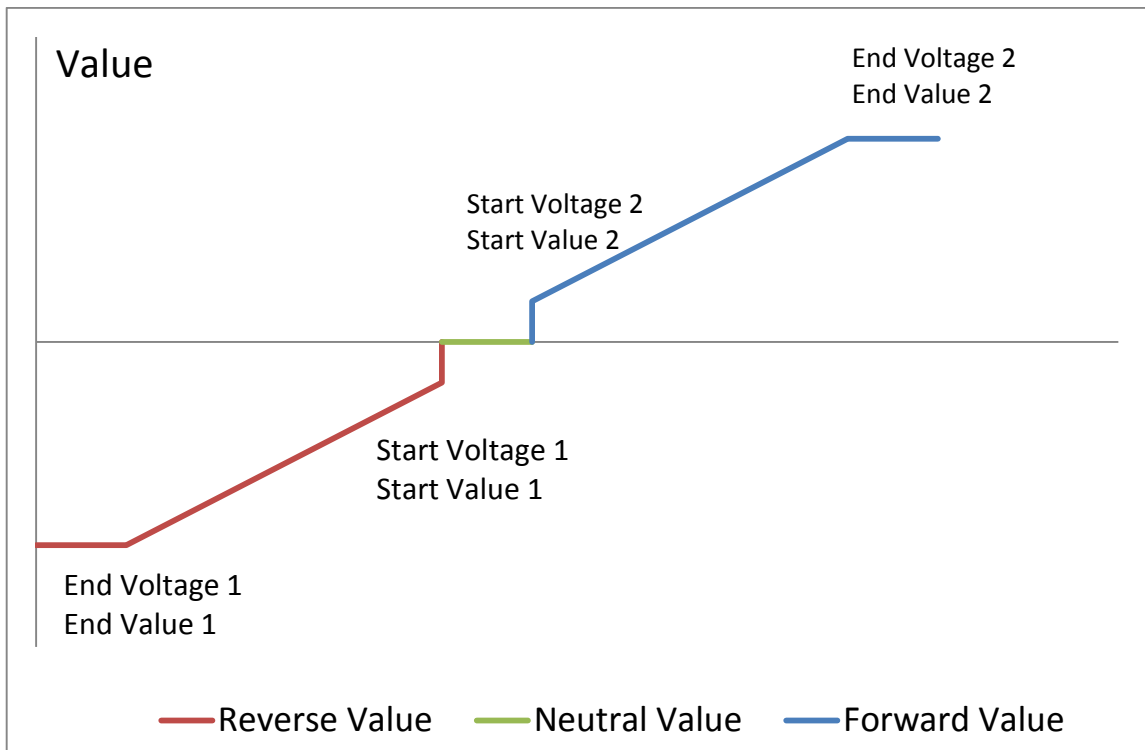 Value
End Voltage 2
End Value 2
Start Voltage 2
Start Value 2
Start Voltage 1
Start Value 1
End Voltage 1
End Value 1
Reverse Value Neutral Value Forward Value